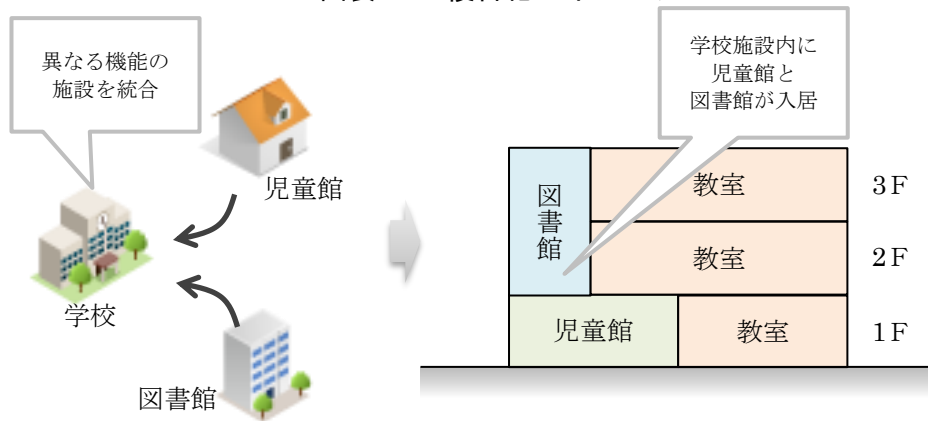 異なる機能の
施設を統合
児童館
学校
図書館
学校施設内に
児童館と
図書館が入居
図書館
教室
3F
教室
2F
児童館
教室
1F